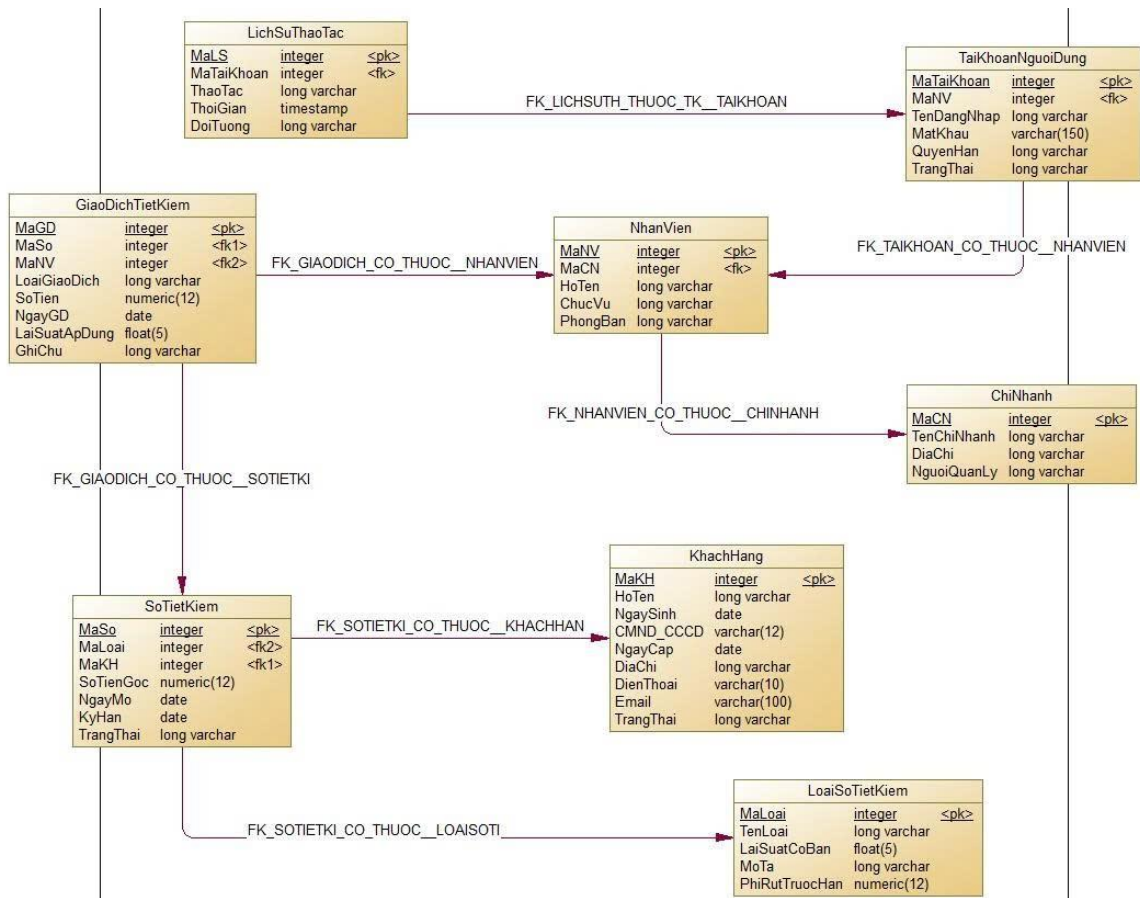 LichSuThaoTac
MaLS integer <pk>
MaTaiKhoan integer <fk>
ThaoTac long varchar
ThoiGian timestamp
DoiTuong long varchar
FK_LICHSUTH_THUOC_TK__TAIKHOAN
TaiKhoanNguoiDung
MaTaiKhoan integer <pk>
MaNV integer <fk>
TenDangNhap long varchar
MatKhau varchar(150)
QuyenHan long varchar
TrangThai long varchar
FK_TAIKHOAN_CO_THUOC__NHANVIEN
GiaoDichTietKiem
MaGD integer <pk>
MaSo integer <fk1>
MaNV integer <fk2>
LoaiGiaoDich long varchar
SoTien numeric(12)
NgayGD date
LaiSuatApDung float(5)
GhiChu long varchar
FK_GIAODICH_CO_THUOC__NHANVIEN
NhanVien
MaNV integer <pk>
MaCN integer <fk>
HoTen long varchar
ChucVu long varchar
PhongBan long varchar
FK_NHANVIEN_CO_THUOC__CHINHANH
ChiNhanh
MaCN integer <pk>
TenChiNhanh long varchar
DiaChi long varchar
NguoiQuanLy long varchar
FK_GIAODICH_CO_THUOC__SOTIETKI
SoTietKiem
MaSo integer <pk>
MaLoai integer <fk2>
MaKH integer <fk1>
SoTienGoc numeric(12)
NgayMo date
KyHan date
TrangThai long varchar
FK_SOTIETKI_CO_THUOC__KHACHHAN
KhachHang
MaKH integer <pk>
HoTen long varchar
NgaySinh date
CMND_CCCD varchar(12)
NgayCap date
DiaChi long varchar
DienThoai varchar(10)
Email varchar(100)
TrangThai long varchar
FK_SOTIETKI_CO_THUOC__LOAISOTI
LoaiSoTietKiem
MaLoai integer <pk>
TenLoai long varchar
LaiSuatCoBan float(5)
MoTa long varchar
PhiRutTruocHan numeric(12)